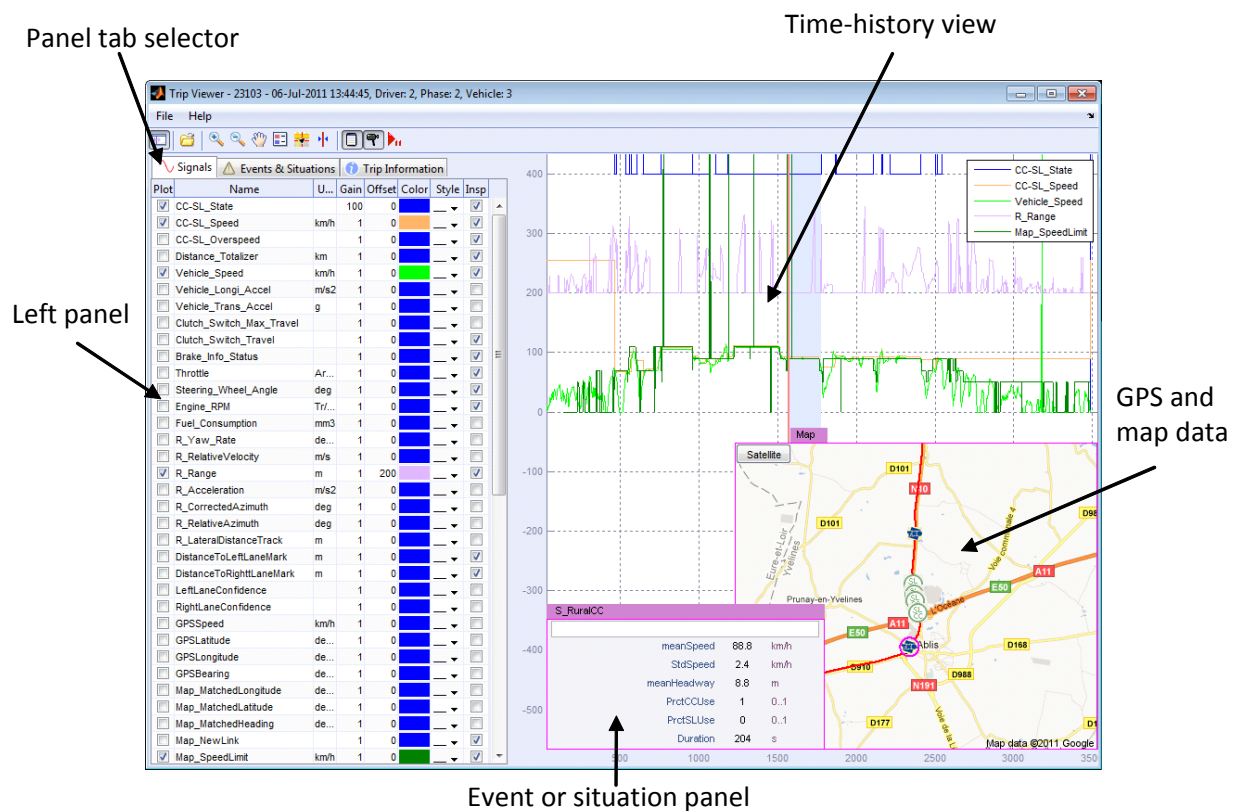 Panel tab selector
Time-history view
Trip Viewer - 23103 - 06-Jul-2011 13:44:45, Driver: 2, Phase: 2, Vehicle: 3
File Help
Signals Events & Situations Trip Information
Plot Name U... Gain Offset Color Style Insp
CC-SL_State 100 0
CC-SL_Speed km/h 1 0
CC-SL_Overspeed 1 0
Distance_Totalizer km 1 0
Vehicle_Speed km/h 1 0
Vehicle_Longi_Accel m/s2 1 0
Vehicle_Trans_Accel g 1 0
Clutch_Switch_Max_Travel 1 0
Clutch_Switch_Travel 1 0
Brake_Info_Status 1 0
Throttle Ar... 1 0
Steering_Wheel_Angle deg 1 0
Engine_RPM Tr/... 1 0
Fuel_Consumption mm3 1 0
R_Yaw_Rate de... 1 0
R_RelativeVelocity m/s 1 0
R_Range m 1 200
R_Acceleration m/s2 1 0
R_CorrectedAzimuth deg 1 0
R_RelativeAzimuth deg 1 0
R_LateralDistanceTrack m 1 0
DistanceToLeftLaneMark m 1 0
DistanceToRighttLaneMark m 1 0
LeftLaneConfidence 1 0
RightLaneConfidence 1 0
GPSSpeed km/h 1 0
GPSLatitude de... 1 0
GPSLongitude de... 1 0
GPSBearing de... 1 0
Map_MatchedLongitude de... 1 0
Map_MatchedLatitude de... 1 0
Map_MatchedHeading de... 1 0
Map_NewLink 1 0
Map_SpeedLimit km/h 1 0
Left panel
400
300
200
100
0
-100
-200
-300
-400
-500
CC-SL_State
CC-SL_Speed
Vehicle_Speed
R_Range
Map_SpeedLimit
GPS and
map data
Map
Satellite
D101
N10
D101
D98
Voie communale 4
Eure-et-Loir
Yvelines
A11
E50
Prunay-en-Yvelines
L'Océane
A11
E50
Ablis
D168
D910
D988
N191
D177
Voie de la L
D1
Map data ©2011 Google
S_RuralCC
meanSpeed 88.8 km/h
StdSpeed 2.4 km/h
meanHeadway 8.8 m
PrctCCUse 1 0..1
PrctSLUse 0 0..1
Duration 204 s
500 1000 1500 2000 2500 3000 350
Event or situation panel